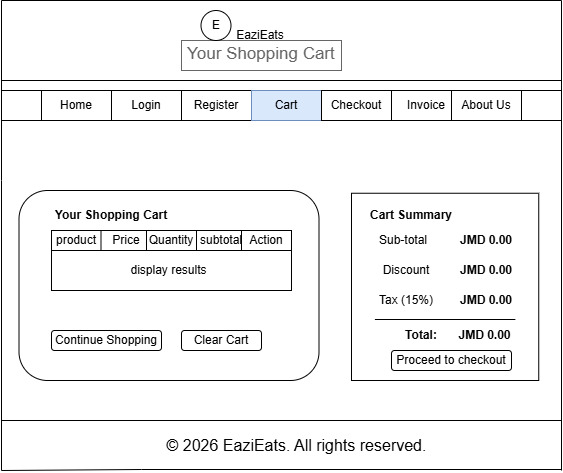 E
EaziEats
Your Shopping Cart
Home Login Register Cart Checkout Invoice About Us
Your Shopping Cart
product Price Quantity subtotal Action
display results
Continue Shopping Clear Cart
Cart Summary
Sub-total JMD 0.00
Discount JMD 0.00
Tax (15%) JMD 0.00
Total: JMD 0.00
Proceed to checkout
© 2026 EaziEats. All rights reserved.